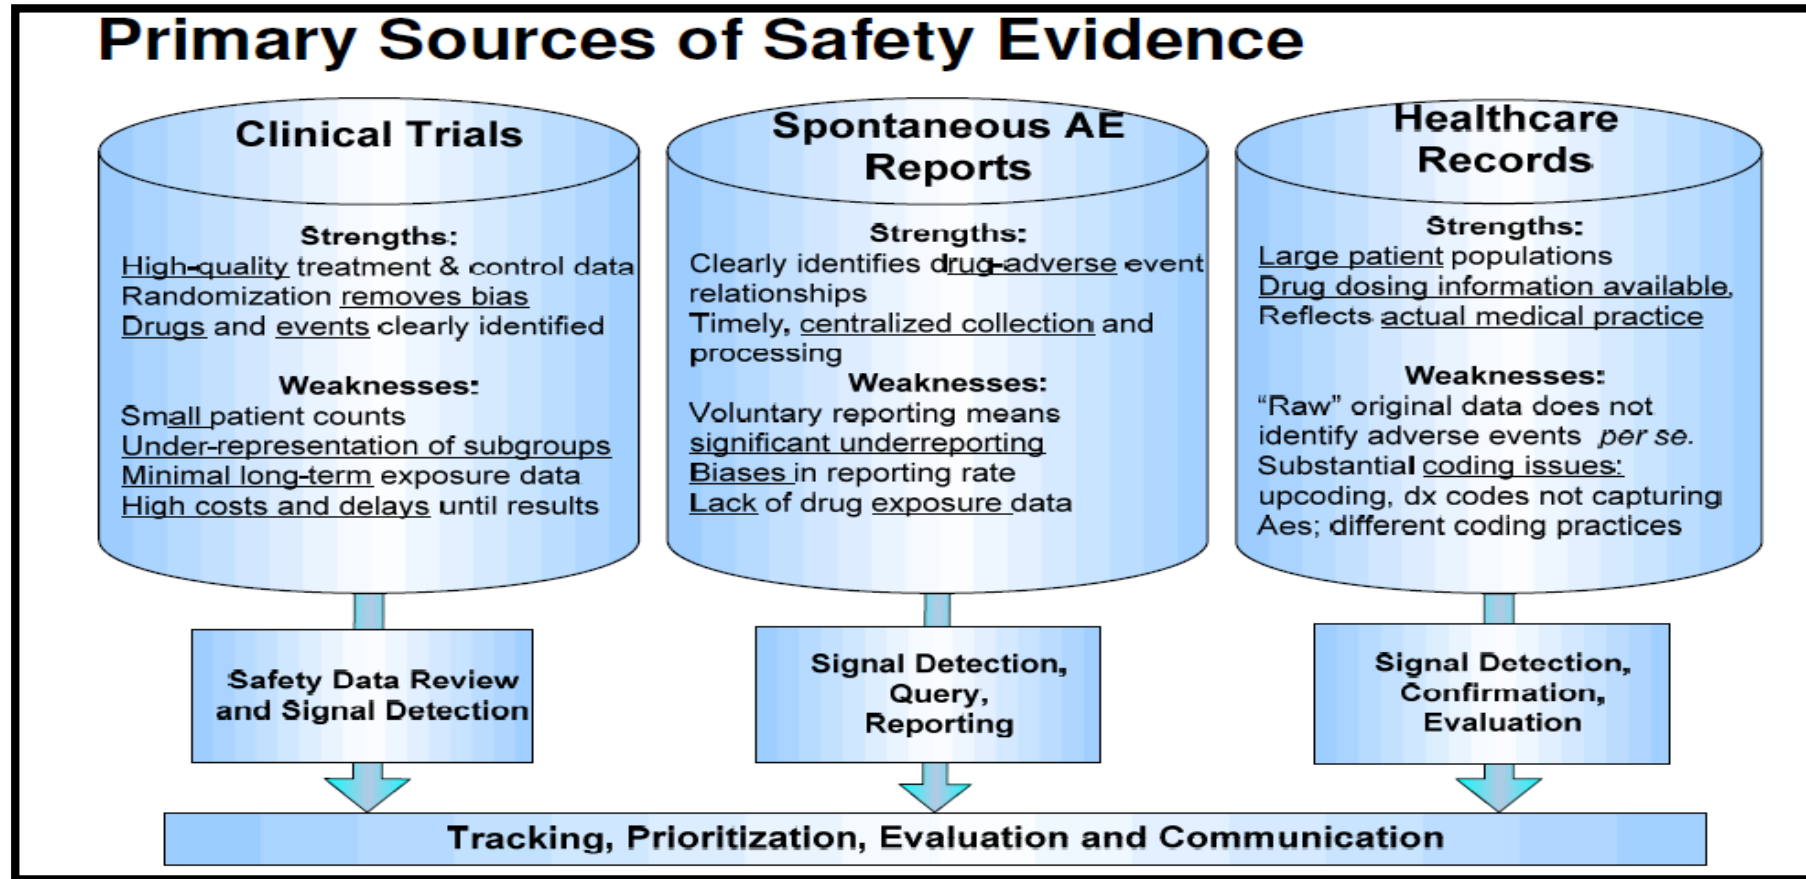 Primary Sources of Safety Evidence
Clinical Trials
Strengths:
High-quality treatment & control data
Randomization removes bias
Drugs and events clearly identified
Weaknesses:
Small patient counts
Under-representation of subgroups
Minimal long-term exposure data
High costs and delays until results
Safety Data Review
and Signal Detection
Spontaneous AE
Reports
Strengths:
Clearly identifies drug-adverse event
relationships
Timely, centralized collection and
processing
Weaknesses:
Voluntary reporting means
significant underreporting
Biases in reporting rate
Lack of drug exposure data
Signal Detection,
Query,
Reporting
Healthcare
Records
Strengths:
Large patient populations
Drug dosing information available.
Reflects actual medical practice
Weaknesses:
“Raw” original data does not
identify adverse events per se.
Substantial coding issues:
upcoding, dx codes not capturing
Aes; different coding practices
Signal Detection,
Confirmation,
Evaluation
Tracking, Prioritization, Evaluation and Communication